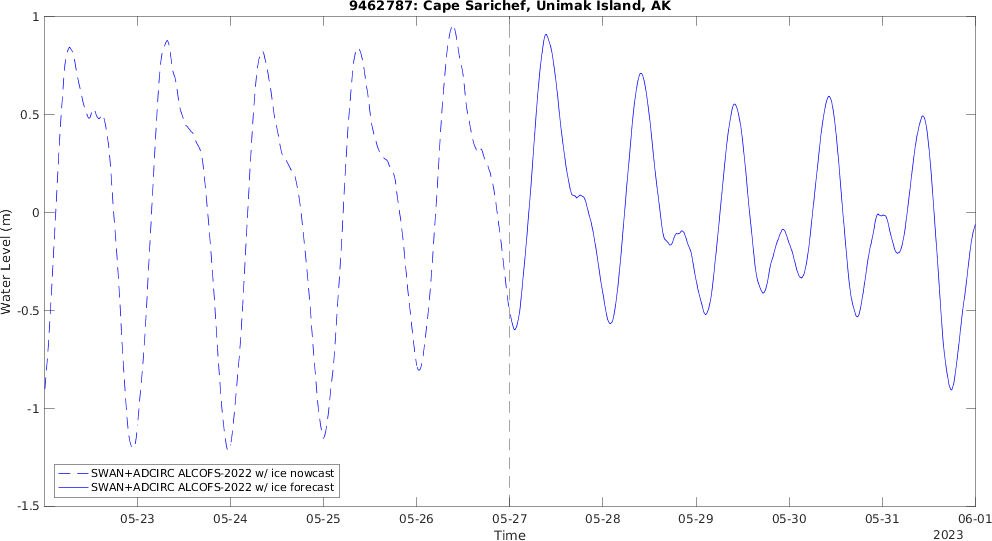 9462787: Cape Sarichef, Unimak Island, AK
1
0.5
0
-0.5
-1
-1.5
Water Level (m)
SWAN+ADCIRC ALCOFS-2022 w/ ice nowcast
SWAN+ADCIRC ALCOFS-2022 w/ ice forecast
05-23 05-24 05-25 05-26 05-27 05-28 05-29 05-30 05-31 06-01
Time
2023